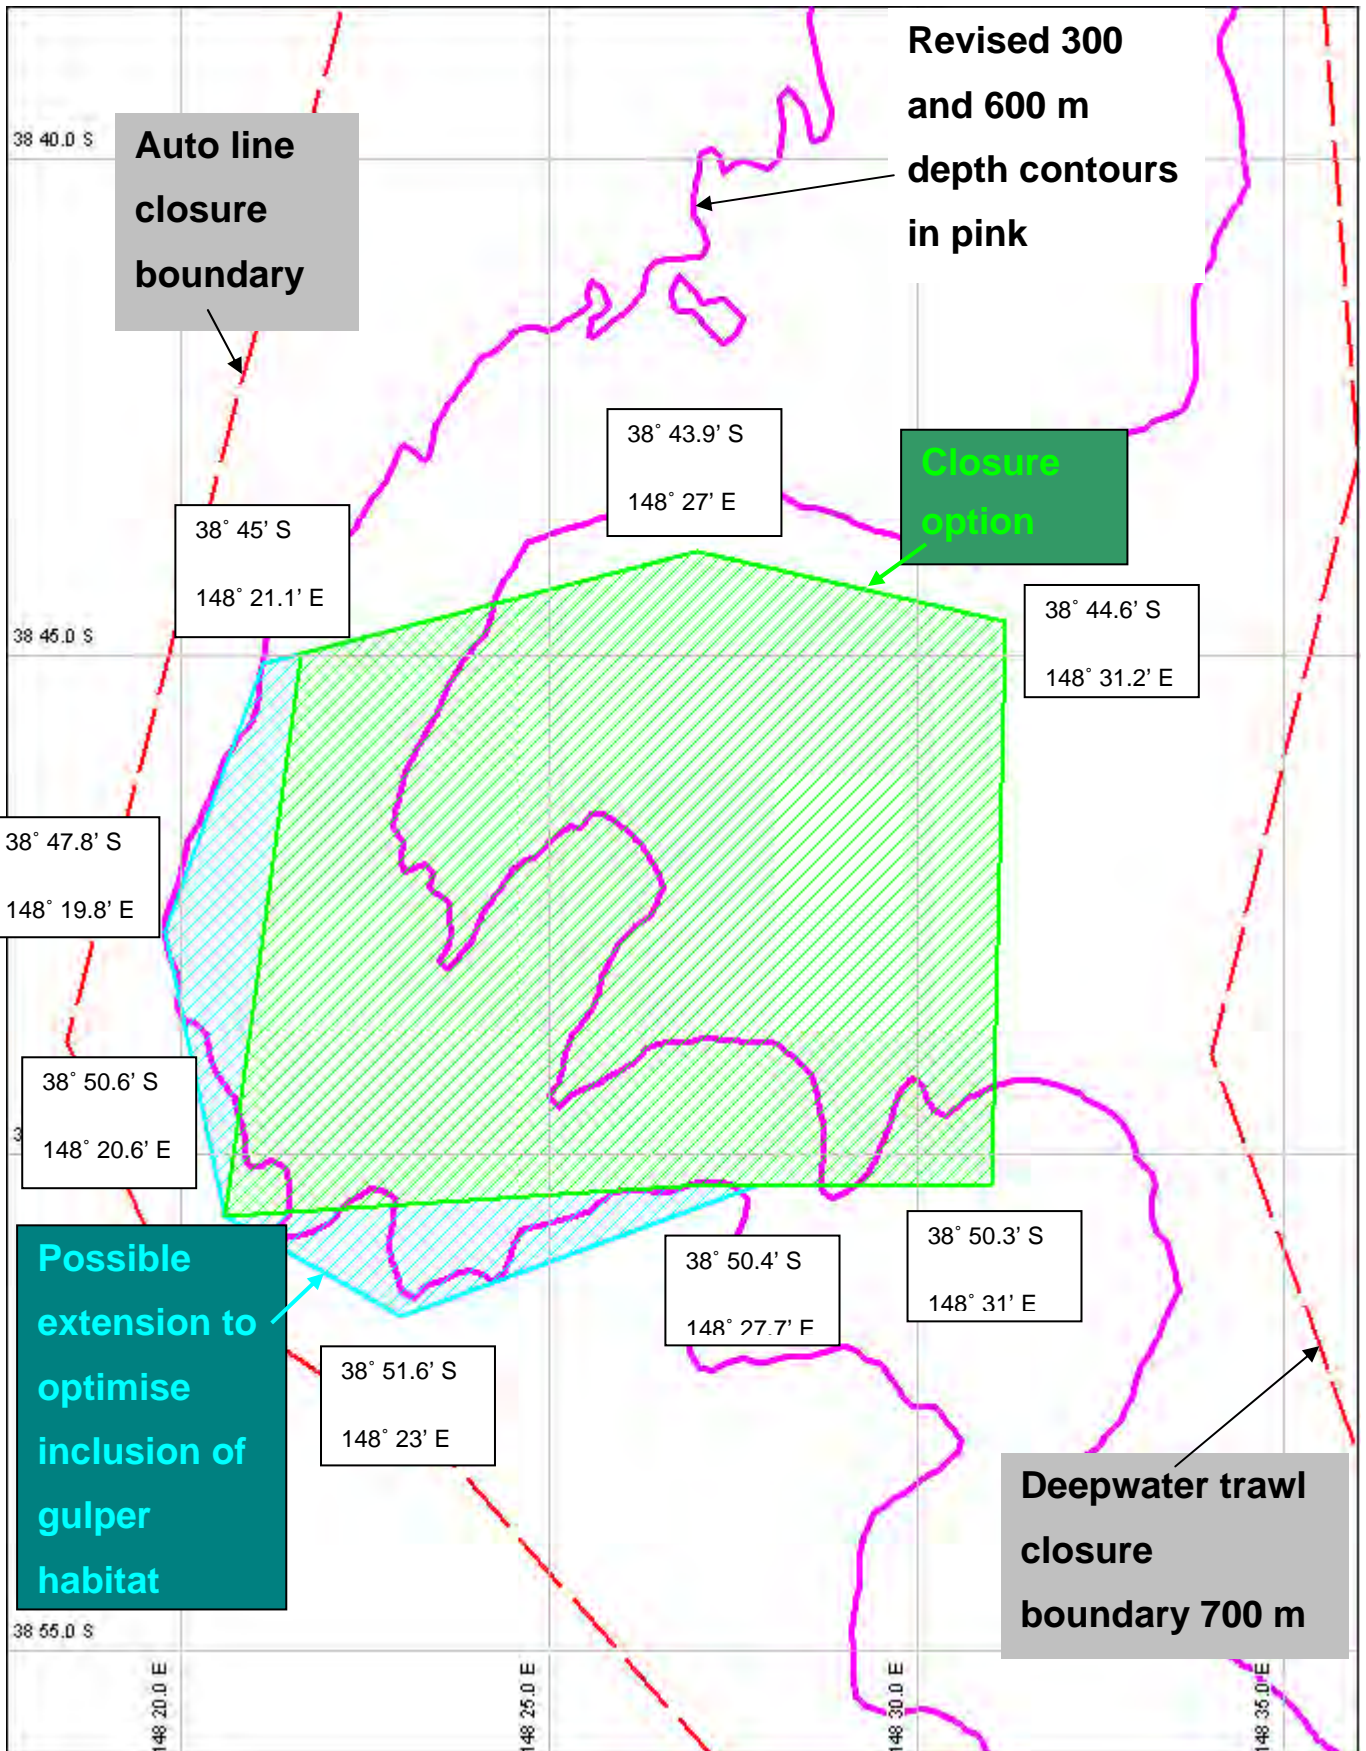 Revised 300
and 600 m
depth contours
in pink
38 40.0 S
Auto line
closure
boundary
38˚ 43.9’ S
148˚ 27’ E
Closure
option
38˚ 45’ S
148˚ 21.1’ E
38˚ 44.6’ S
148˚ 31.2’ E
38 45.0 S
38˚ 47.8’ S
148˚ 19.8’ E
38˚ 50.6’ S
148˚ 20.6’ E
38˚ 50.3’ S
148˚ 31’ E
38˚ 50.4’ S
148˚ 27.7’ E
Possible
extension to
optimise
inclusion of
gulper
habitat
38˚ 51.6’ S
148˚ 23’ E
Deepwater trawl
closure
boundary 700 m
38 55.0 S
148 20.0 E
148 25.0 E
148 30.0 E
148 35.0 E